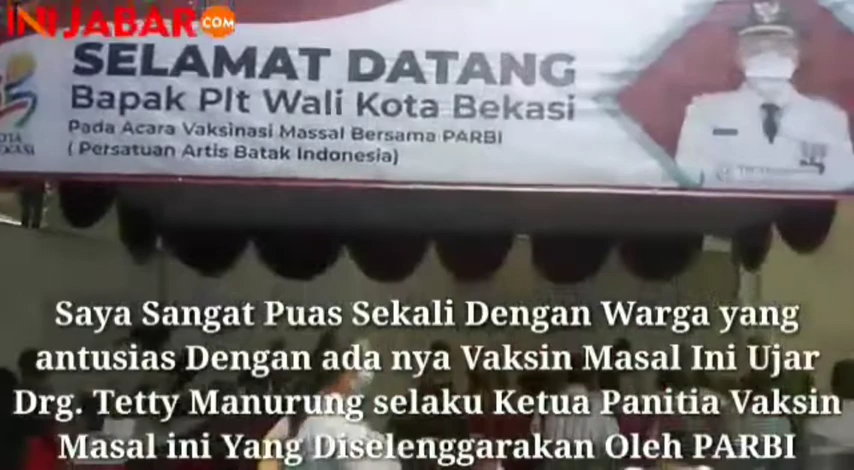 INIJABAR.COM
SELAMAT DATANG
Bapak Plt Wali Kota Bekasi
Pada Acara Vaksinasi Massal Bersama PARBI
( Persatuan Artis Batak Indonesia)
Saya Sangat Puas Sekali Dengan Warga yang
antusias Dengan ada nya Vaksin Masal Ini Ujar
Drg. Tetty Manurung selaku Ketua Panitia Vaksin
Masal ini Yang Diselenggarakan Oleh PARBI